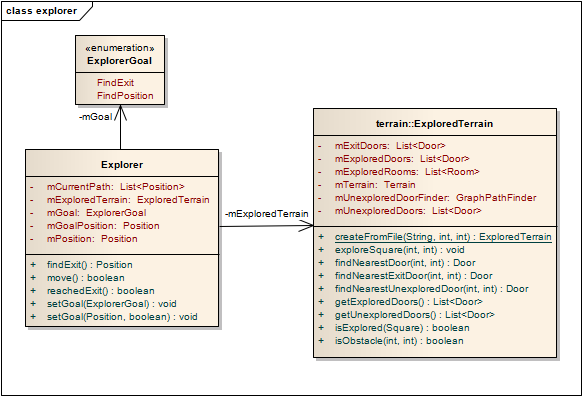 class explorer
«enumeration»
ExplorerGoal
FindExit
FindPosition
-mGoal
Explorer
- mCurrentPath: List<Position>
- mExploredTerrain: ExploredTerrain
- mGoal: ExplorerGoal
- mGoalPosition: Position
- mPosition: Position
+ findExit() : Position
+ move() : boolean
+ reachedExit() : boolean
+ setGoal(ExplorerGoal) : void
+ setGoal(Position, boolean) : void
-mExploredTerrain
terrain::ExploredTerrain
- mExitDoors: List<Door>
- mExploredDoors: List<Door>
- mExploredRooms: List<Room>
- mTerrain: Terrain
- mUnexploredDoorFinder: GraphPathFinder
- mUnexploredDoors: List<Door>
+ createFromFile(String, int, int) : ExploredTerrain
+ exploreSquare(int, int) : void
+ findNearestDoor(int, int) : Door
+ findNearestExitDoor(int, int) : Door
+ findNearestUnexploredDoor(int, int) : Door
+ getExploredDoors() : List<Door>
+ getUnexploredDoors() : List<Door>
+ isExplored(Square) : boolean
+ isObstacle(int, int) : boolean